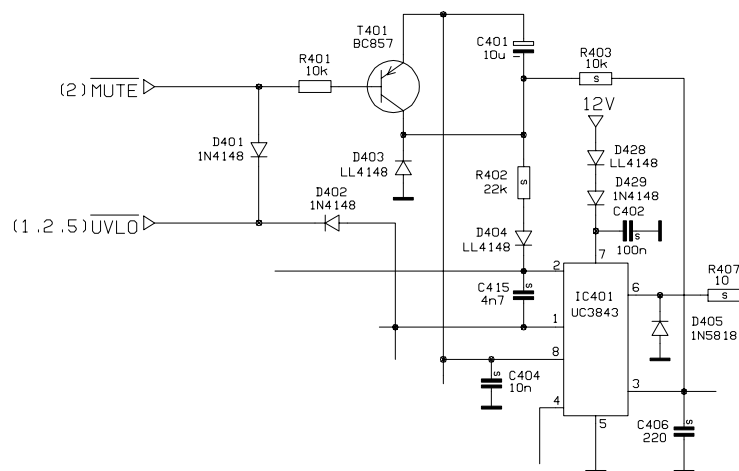 T401
BC857
R401
10k
C401
10u
R403
10k
(2)MUTE
12V
D401
1N4148
D403
LL4148
D428
LL4148
R402
22k
D429
1N4148
D402
1N4148
C402
s
100n
(1,2,5)UVLO
D404
LL4148
2
7
C415
4n7
s
IC401
UC3843
6
R407
10
s
1
D405
1N5818
8
C404
10n
s
3
4
5
C406
220
s
s
s